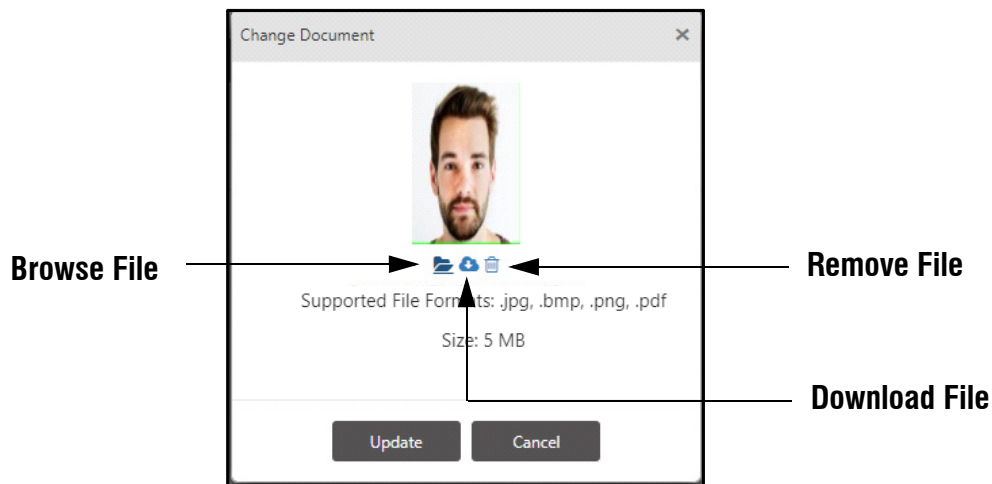 Change Document
Browse File
Remove File
Supported File Formats: .jpg, .bmp, .png, .pdf
Size: 5 MB
Download File
Update
Cancel